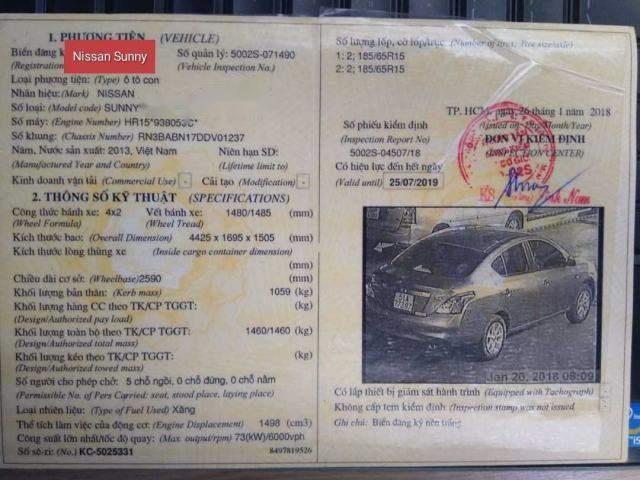 1. PHƯƠNG TIỆN (VEHICLE)
Biển đăng k
Nissan Sunny
Số quản lý: 5002S-071490
(Registration
(Vehicle Inspection No.)
Loại phương tiện: (Type) ô tô con
Nhãn hiệu: (Mark) NISSAN
Số loại: (Model code) SUNNY
Số máy: (Engine Number) HR15*938053C*
Số khung: (Chassis Number) RN3BABN17DDV01237
Năm, Nước sản xuất: 2013, Việt Nam Niên hạn SD:
(Manufactured Year and Country) (Lifetime limit to)
Kinh doanh vận tải (Commercial Use) - Cải tạo (Modification) -
2. THÔNG SỐ KỸ THUẬT (SPECIFICATIONS)
Công thức bánh xe: 4x2 Vết bánh xe: 1480/1485 (mm)
(Wheel Formula) (Wheel Tread)
Kích thước bao: (Overall Dimension) 4425 x 1695 x 1505 (mm)
Kích thước lòng thùng xe (Inside cargo container dimension)
(mm)
Chiều dài cơ sở: (Wheelbase) 2590 (mm)
Khối lượng bản thân: (Kerb mass) 1059 (kg)
Khối lượng hàng CC theo TK/CP TGGT: (kg)
(Design/Authorized pay load)
Khối lượng toàn bộ theo TK/CP TGGT: 1460/1460 (kg)
(Design/Authorized total mass)
Khối lượng kéo theo TK/CP TGGT: (kg)
(Design/Authorized towed mass)
Số người cho phép chở: 5 chỗ ngồi, 0 chỗ đứng, 0 chỗ nằm
(Permissible No. of Pers Carried: seat, stood place, laying place)
Loại nhiên liệu: (Type of Fuel Used) Xăng
Thể tích làm việc của động cơ: (Engine Displacement) 1498 (cm3)
Công suất lớn nhất/tốc độ quay: (Max. output/rpm) 73(kW)/6000vph
Số sê-ri: (No.) KC-5025331 8497819526
Số lượng lốp, cỡ lốp/trục (Number of tires; Tire size/axle)
1: 2; 185/65R15
2: 2; 185/65R15
TP. HCM, ngày 26 tháng 1 năm 2018
(Issued on: Day/Month/Year)
Số phiếu kiểm định ĐƠN VỊ KIỂM ĐỊNH
(Inspection Report No) (INSPECTION CENTER)
5002S-04507/18
Có hiệu lực đến hết ngày
(Valid until) 25/07/2019
Jan 26, 2018 08:09
Có lắp thiết bị giám sát hành trình (Equipped with Tachograph)
Không cấp tem kiểm định (Inspection stamp was not issued
Ghi chú: Biển đăng ký nền trắng